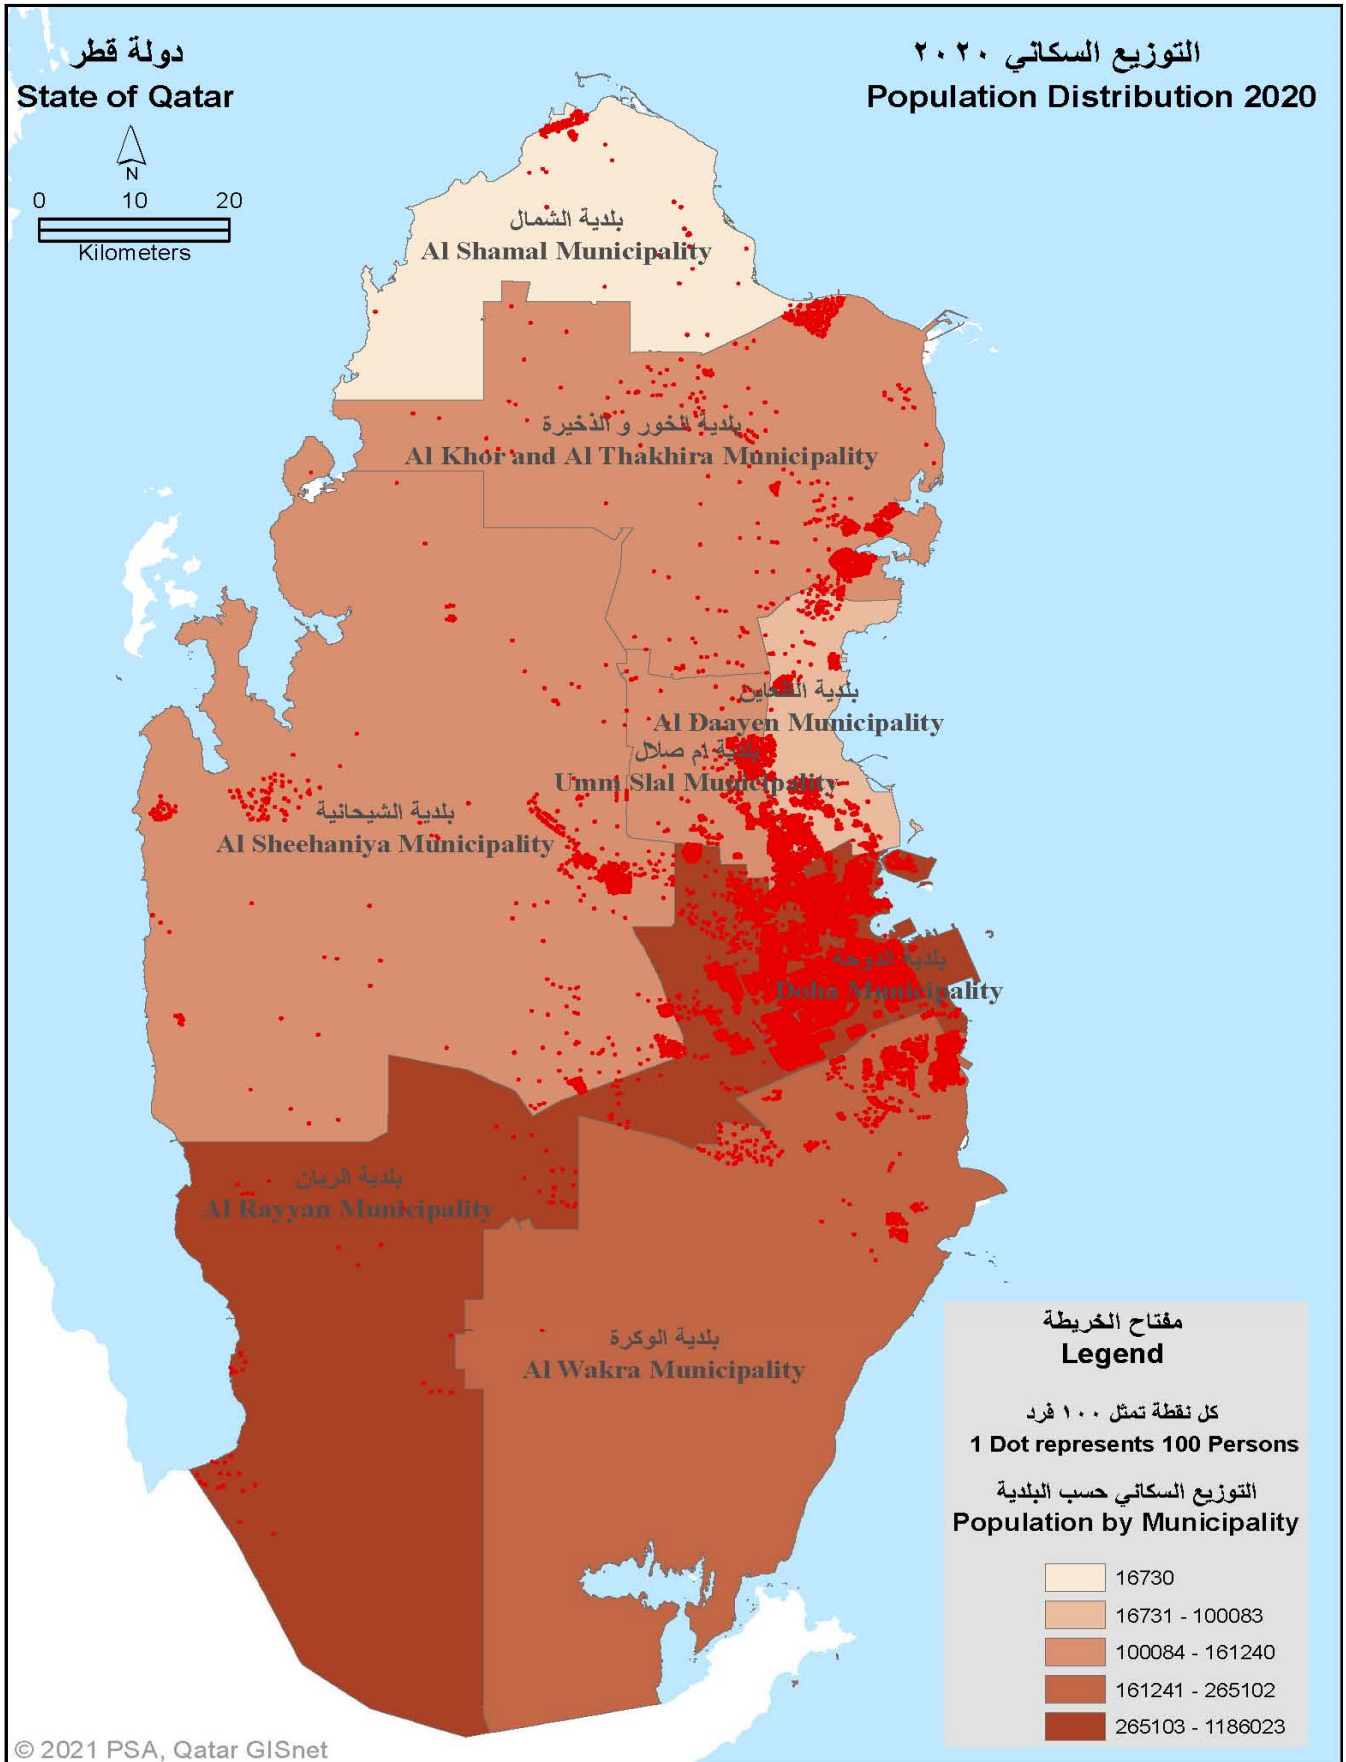 دولة قطر
State of Qatar
التوزيع السكاني ٢٠٢٠
Population Distribution 2020
N
0 10 20
Kilometers
بلدية الشمال
Al Shamal Municipality
بلدية الخور و الذخيرة
Al Khor and Al Thakhira Municipality
بلدية الضعاين
Al Daayen Municipality
بلدية ام صلال
Umm Slal Municipality
بلدية الشيحانية
Al Sheehaniya Municipality
بلدية الدوحة
Doha Municipality
بلدية الريان
Al Rayyan Municipality
بلدية الوكرة
Al Wakra Municipality
مفتاح الخريطة
Legend
كل نقطة تمثل ١٠٠ فرد
1 Dot represents 100 Persons
التوزيع السكاني حسب البلدية
Population by Municipality
16730
16731 - 100083
100084 - 161240
161241 - 265102
265103 - 1186023
© 2021 PSA, Qatar GISnet